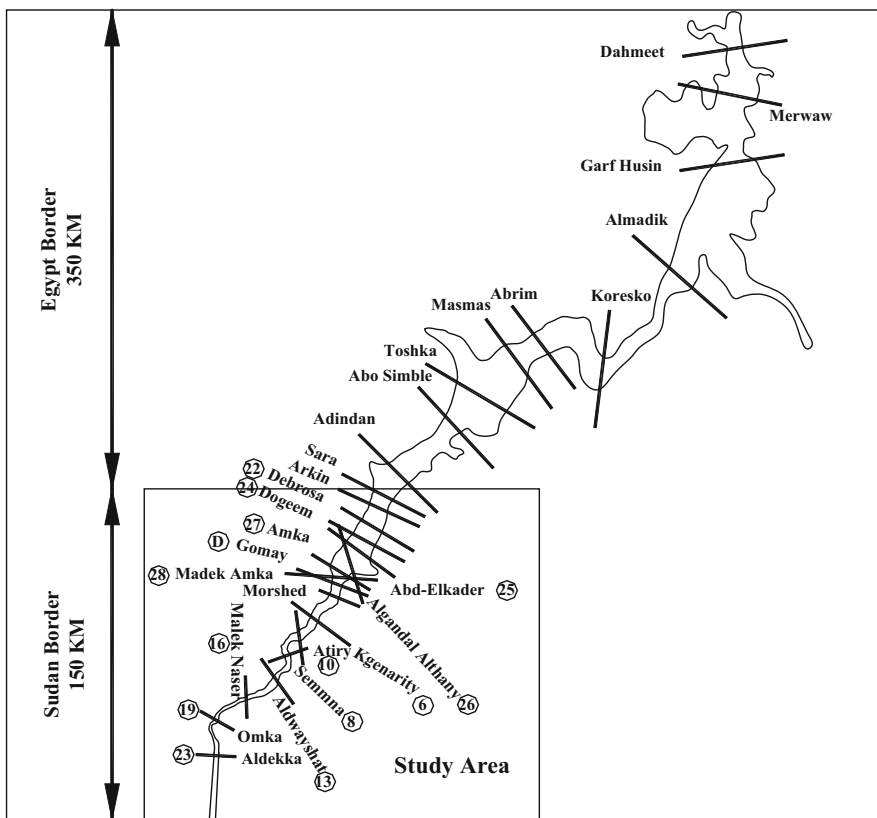 Dahmeet
Merwaw
Garf Husin
Almadik
Koresko
Abrim
Masmas
Toshka
Abo Simble
Adindan
Egypt Border
350 KM
Sara
Arkin
22 Debrosa
24 Dogeem
27 Amka
D Gomay
28 Madek Amka
Abd-Elkader 25
Morshed
Algandal Althany 26
Kgenarity 6
Atiry 10
Semmna 8
16 Malek Naser
Aldwayshat 13
19 Omka
23 Aldekka
Sudan Border
150 KM
Study Area